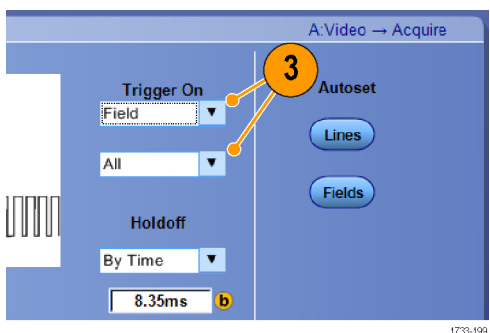 A:Video → Acquire
3
Trigger On
Field
All
Holdoff
By Time
8.35ms
b
Autoset
Lines
Fields
1733-199